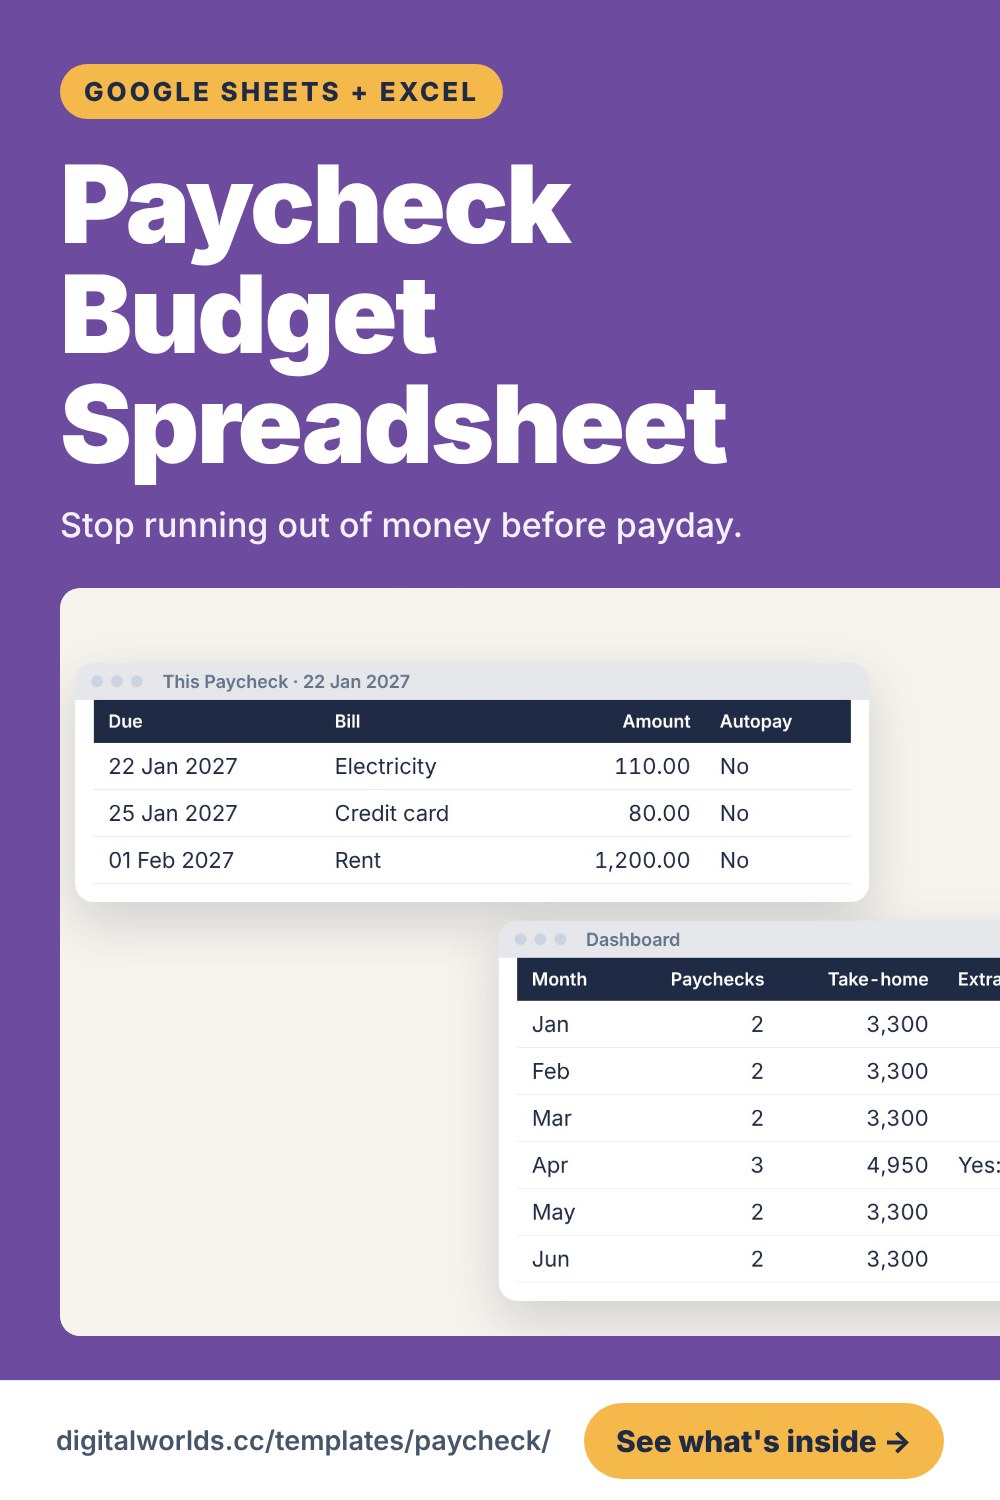 GOOGLE SHEETS + EXCEL
Paycheck
Budget
Spreadsheet
Stop running out of money before payday.
This Paycheck · 22 Jan 2027
Due Bill Amount Autopay
22 Jan 2027 Electricity 110.00 No
25 Jan 2027 Credit card 80.00 No
01 Feb 2027 Rent 1,200.00 No
Dashboard
Month Paychecks Take-home Extra
Jan 2 3,300
Feb 2 3,300
Mar 2 3,300
Apr 3 4,950 Yes:
May 2 3,300
Jun 2 3,300
digitalworlds.cc/templates/paycheck/
See what's inside →